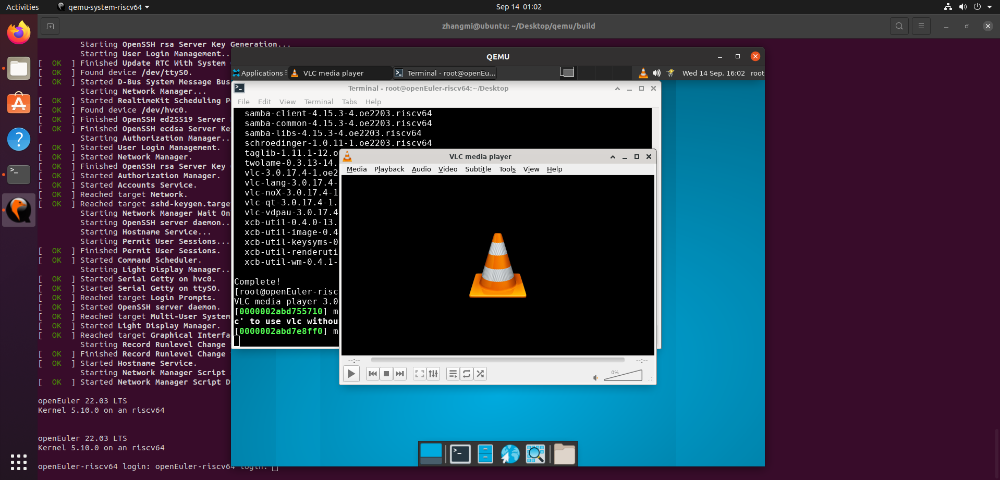 Activities
qemu-system-riscv64
Sep 14 01:02
zhangmi@ubuntu: ~/Desktop/qemu/build
Starting OpenSSH rsa Server Key Generation...
Starting User Login Management..
[ OK ] Finished Update RTC With System
[ OK ] Found device /dev/ttyS0.
[ OK ] Started D-Bus System Message Bus
Starting Network Manager...
[ OK ] Started RealtimeKit Scheduling
[ OK ] Found device /dev/hvc0.
[ OK ] Finished OpenSSH ed25519 Server
[ OK ] Finished OpenSSH ecdsa Server Ke
Starting Authorization Manager..
[ OK ] Started User Login Management.
[ OK ] Started Network Manager.
[ OK ] Finished OpenSSH rsa Server Key
[ OK ] Started Authorization Manager.
[ OK ] Started Accounts Service.
[ OK ] Reached target Network.
[ OK ] Reached target sshd-keygen.targe
Starting Network Manager Wait On
Starting OpenSSH server daemon..
Starting Hostname Service...
Starting Permit User Sessions...
[ OK ] Finished Permit User Sessions.
[ OK ] Started Command Scheduler.
Starting Light Display Manager..
[ OK ] Started Serial Getty on hvc0.
[ OK ] Started Serial Getty on ttyS0.
[ OK ] Reached target Login Prompts.
[ OK ] Started OpenSSH server daemon.
[ OK ] Reached target Multi-User System
[ OK ] Started Light Display Manager.
[ OK ] Reached target Graphical Interfa
Starting Record Runlevel Change
[ OK ] Finished Record Runlevel Change
[ OK ] Started Hostname Service.
Starting Network Manager Script
[ OK ] Started Network Manager Script D
openEuler 22.03 LTS
Kernel 5.10.0 on an riscv64
openEuler 22.03 LTS
Kernel 5.10.0 on an riscv64
openEuler-riscv64 login: openEuler-riscv64 login:
QEMU
Applications
VLC media player
Terminal - root@openEu...
Wed 14 Sep, 16:02
root
Terminal - root@openEuler-riscv64:~/Desktop
File Edit View Terminal Tabs Help
samba-client-4.15.3-4.oe2203.riscv64
samba-common-4.15.3-4.oe2203.riscv64
samba-libs-4.15.3-4.oe2203.riscv64
schroedinger-1.0.11-1.oe2203.riscv64
taglib-1.11.1-12.o
twolame-0.3.13-14.
vlc-3.0.17.4-1.oe2
vlc-lang-3.0.17.4-
vlc-noX-3.0.17.4-1
vlc-qt-3.0.17.4-1.
vlc-vdpau-3.0.17.4
xcb-util-0.4.0-13.
xcb-util-image-0.4
xcb-util-keysyms-0
xcb-util-renderuti
xcb-util-wm-0.4.1-
Complete!
[root@openEuler-risc
VLC media player 3.0
[0000002abd755710] m
c' to use vlc withou
[0000002abd7e8ff0] m
VLC media player
Media Playback Audio Video Subtitle Tools View Help
--:--
--:--
0%